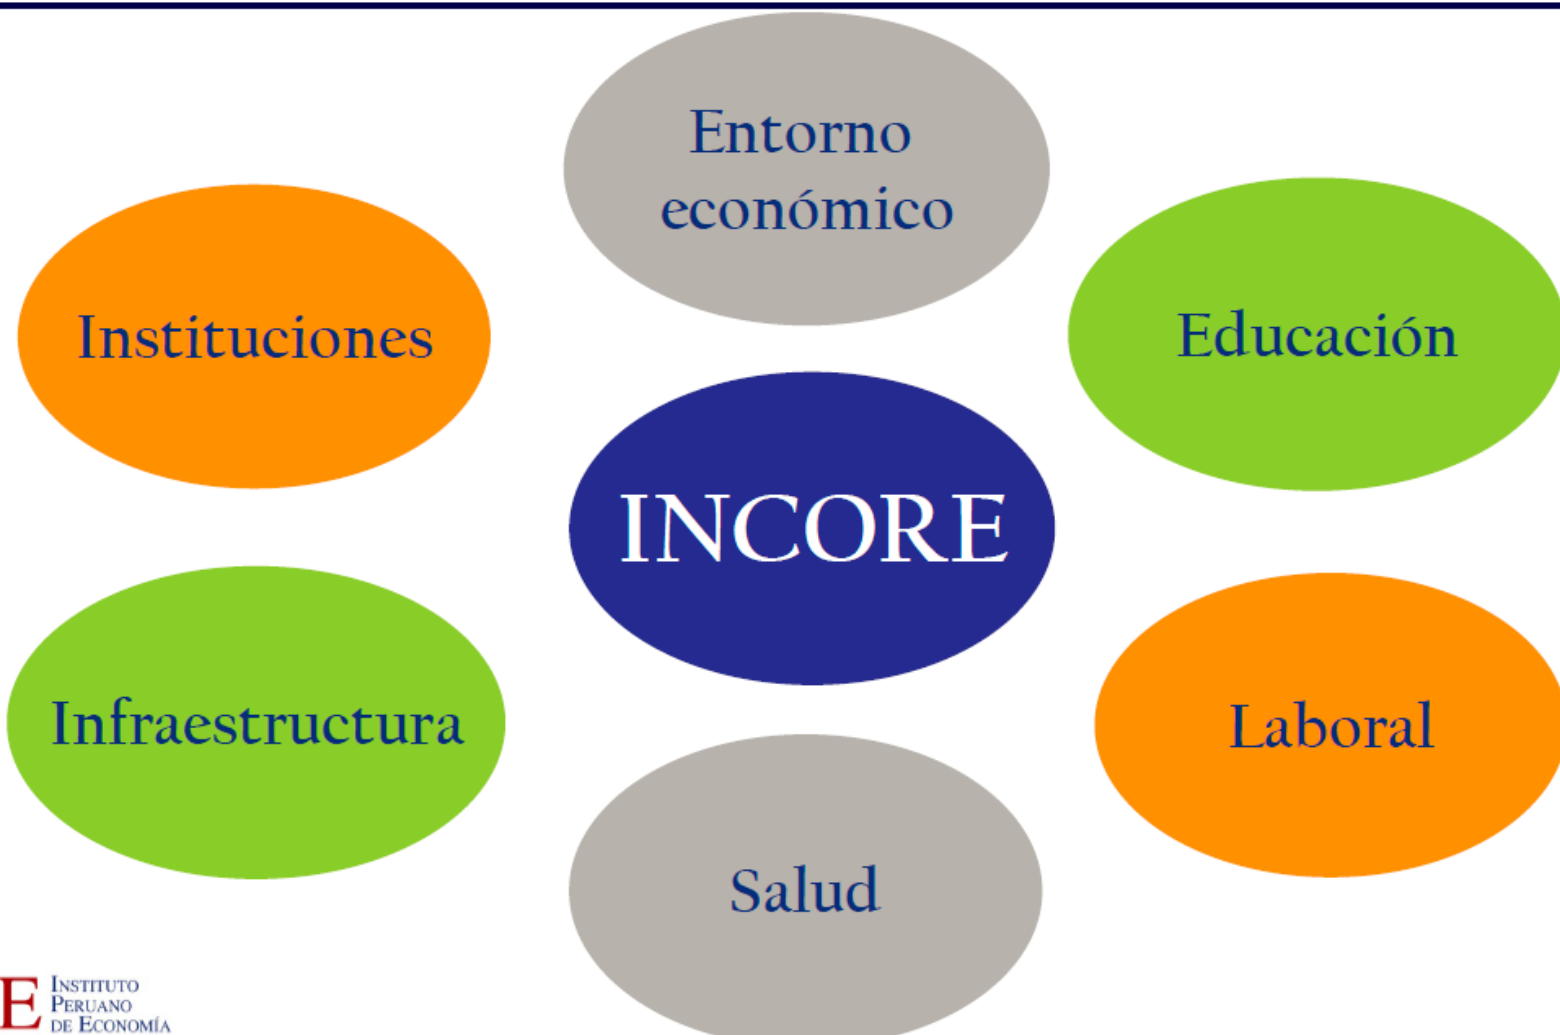 Entorno
económico
Instituciones
Educación
INCORE
Infraestructura
Laboral
Salud
E
INSTITUTO
PERUANO
DE ECONOMÍA